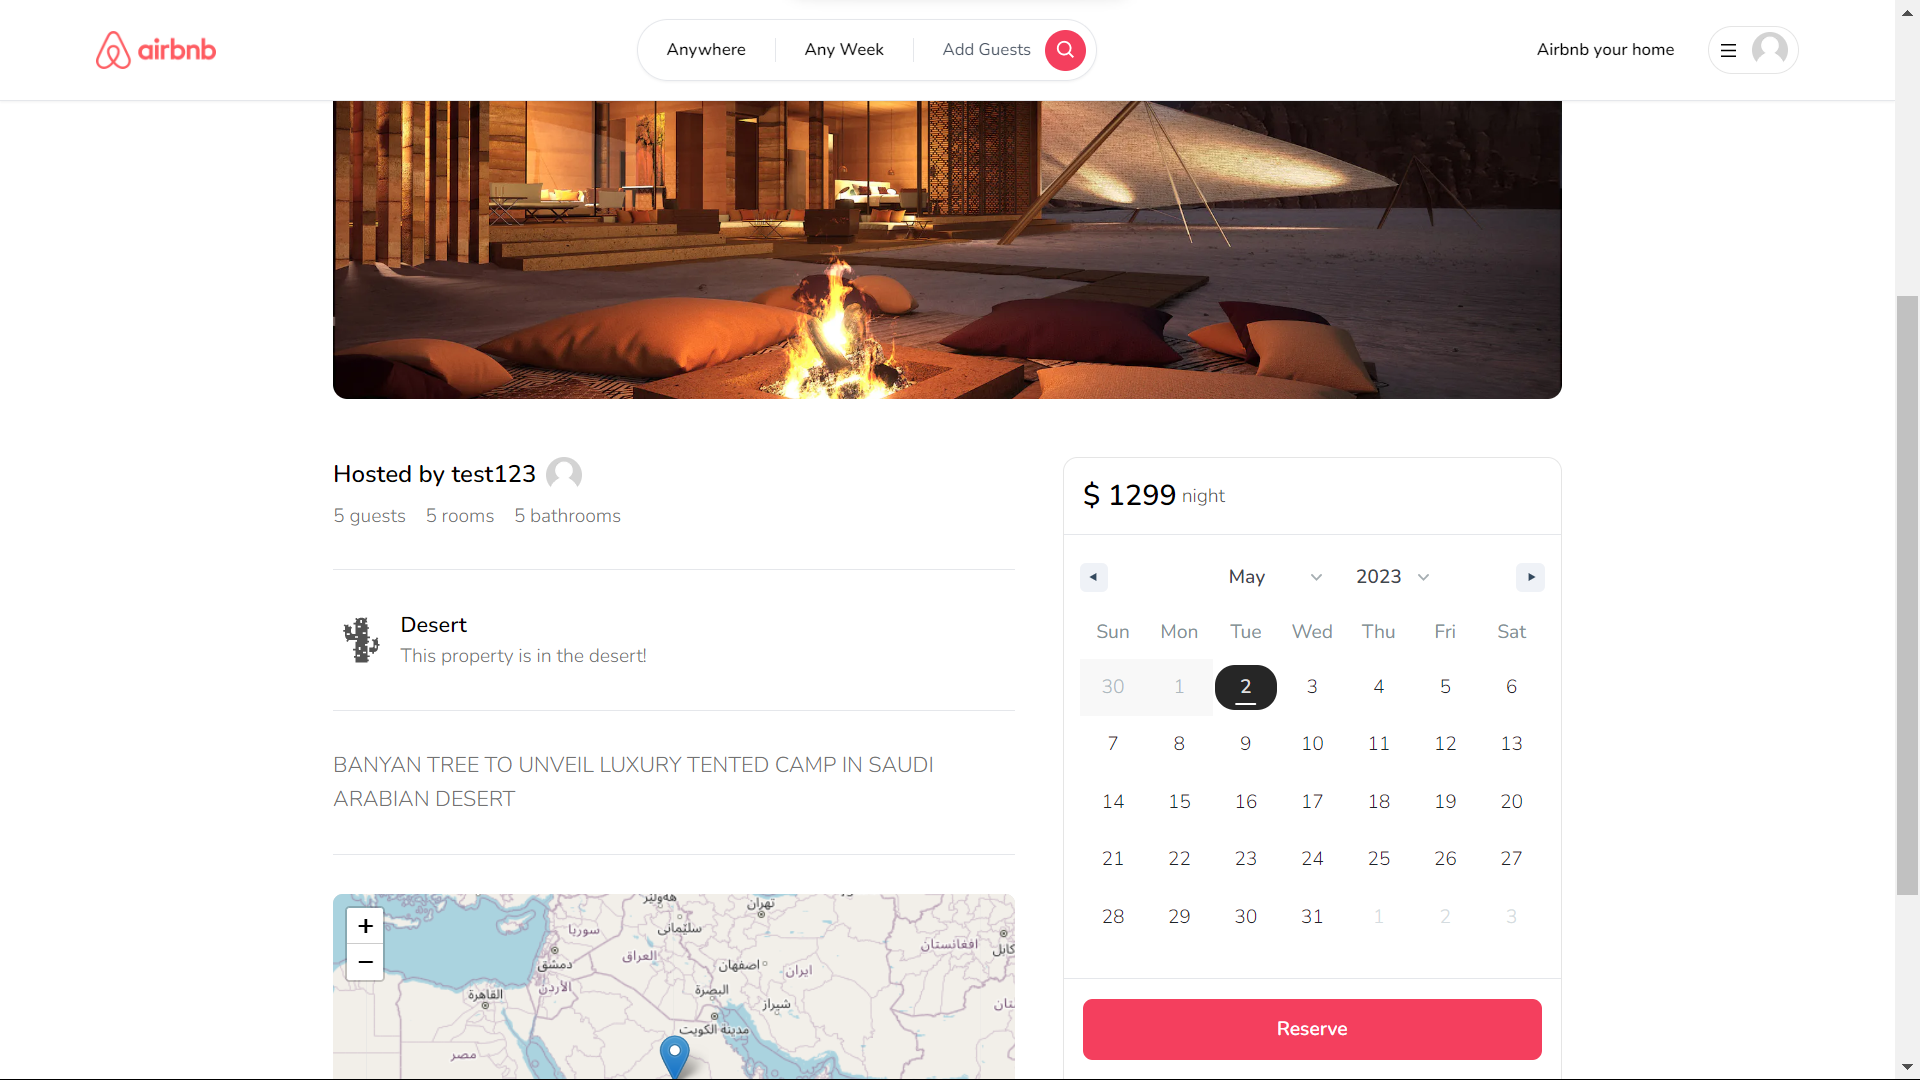 airbnb
Anywhere
Any Week
Add Guests
Airbnb your home
Hosted by test123
5 guests 5 rooms 5 bathrooms
Desert
This property is in the desert!
BANYAN TREE TO UNVEIL LUXURY TENTED CAMP IN SAUDI
ARABIAN DESERT
+
−
هەولێر
تهران
سوريا
سلێمانی
دمشق
العراق
اصفهان
ایران
افغانستان
کابل
الأردن
القاهرة
البصرة
شیراز
مدينة الكويت
مصر
$ 1299 night
May 2023
Sun Mon Tue Wed Thu Fri Sat
30 1 2 3 4 5 6
7 8 9 10 11 12 13
14 15 16 17 18 19 20
21 22 23 24 25 26 27
28 29 30 31 1 2 3
Reserve